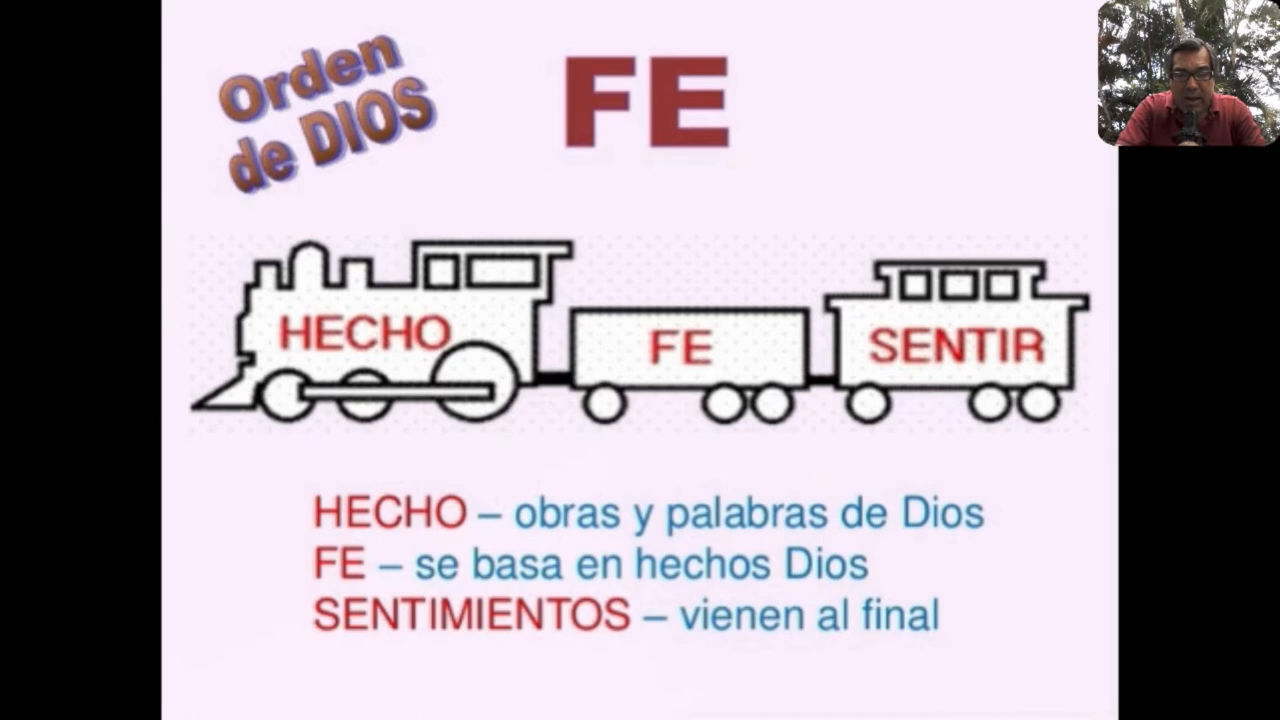 Orden
de DIOS
FE
HECHO
FE
SENTIR
HECHO – obras y palabras de Dios
FE – se basa en hechos Dios
SENTIMIENTOS – vienen al final